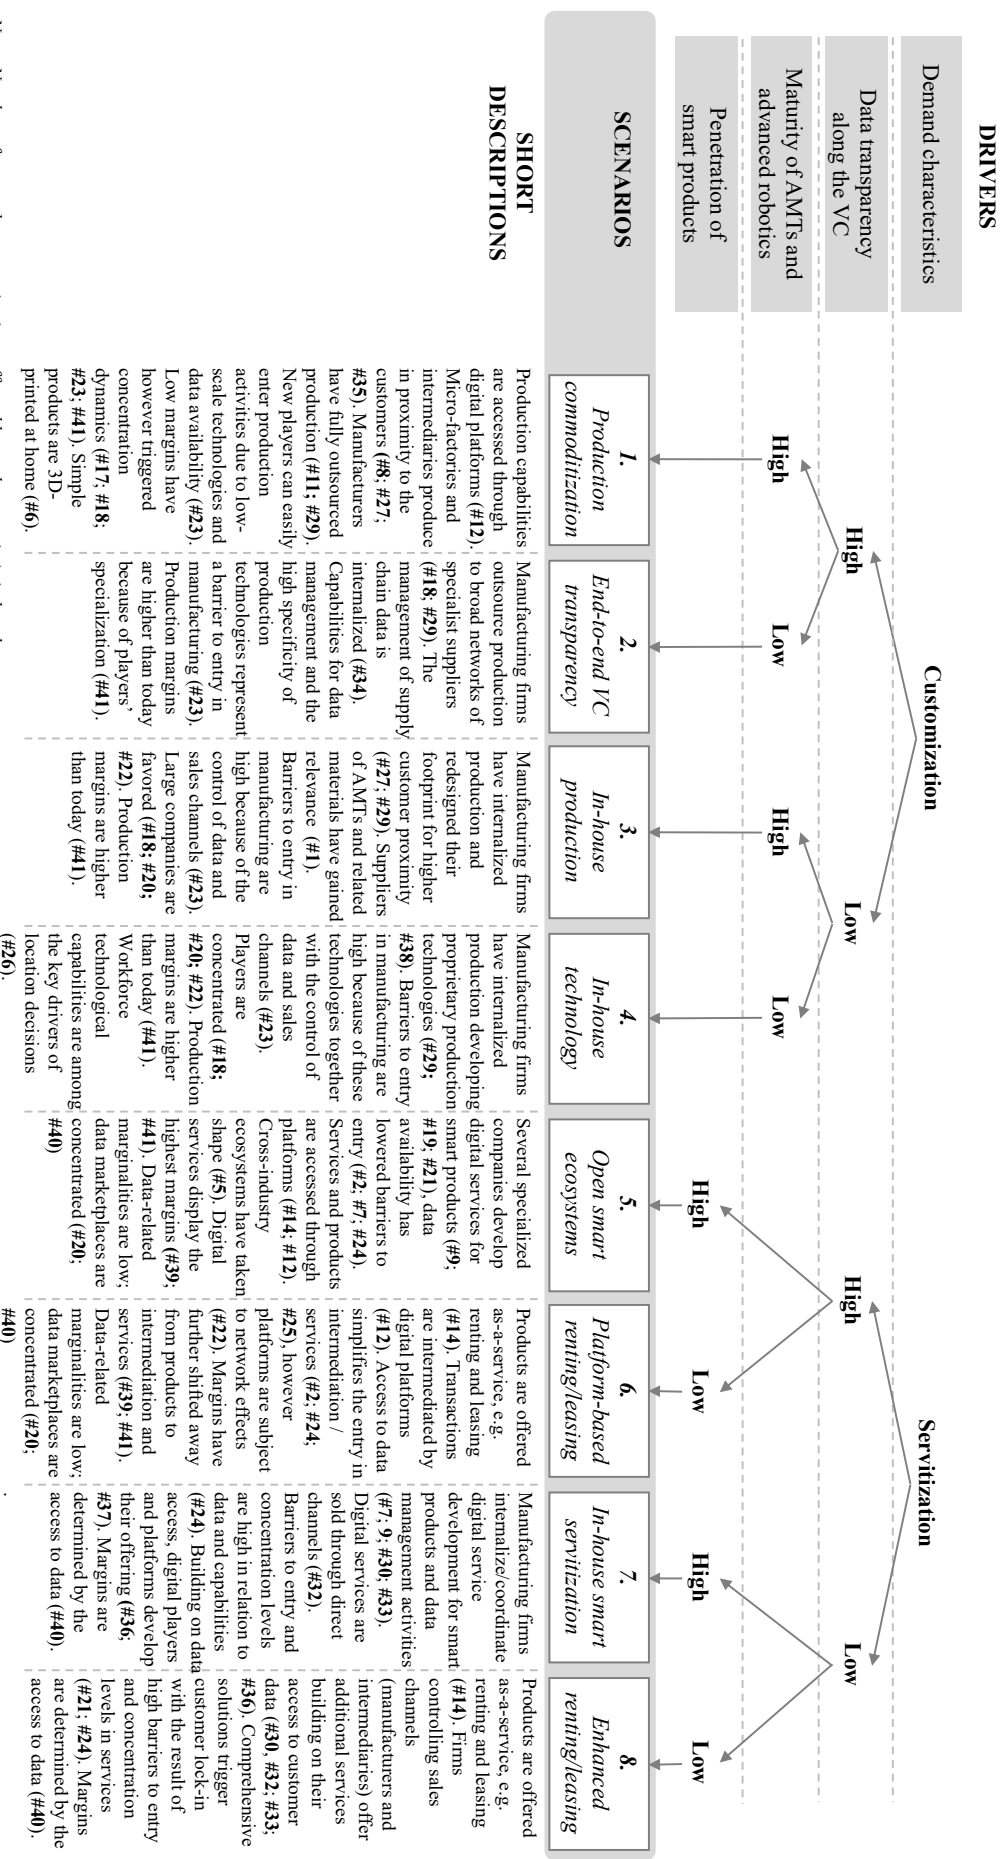 DRIVERS
Demand characteristics
Customization
Servitization
Data transparency
along the VC
High
Low
High
Low
Maturity of AMTs and
advanced robotics
High
Low
High
Low
Penetration of
smart products
High
Low
High
Low
SCENARIOS
1.
Production
commoditization
2.
End-to-end VC
transparency
3.
In-house
production
4.
In-house
technology
5.
Open smart
ecosystems
6.
Platform-based
renting/leasing
7.
In-house smart
servitization
8.
Enhanced
renting/leasing
SHORT
DESCRIPTIONS
Production capabilities
are accessed through
digital platforms (#12).
Micro-factories and
intermediaries produce
in proximity to the
customers (#8; #27;
#35). Manufacturers
have fully outsourced
production (#11; #29).
New players can easily
enter production
activities due to low-
scale technologies and
data availability (#23).
Low margins have
however triggered
concentration
dynamics (#17; #18;
#23; #41). Simple
products are 3D-
printed at home (#6).
Manufacturing firms
outsource production
to broad networks of
specialist suppliers
(#18; #29). The
management of supply
chain data is
internalized (#34).
Capabilities for data
management and the
high specificity of
production
technologies represent
a barrier to entry in
manufacturing (#23).
Production margins
are higher than today
because of players’
specialization (#41).
Manufacturing firms
have internalized
production and
redesigned their
footprint for higher
customer proximity
(#27; #29). Suppliers
of AMTs and related
materials have gained
relevance (#1).
Barriers to entry in
manufacturing are
high because of the
control of data and
sales channels (#23).
Large companies are
favored (#18; #20;
#22). Production
margins are higher
than today (#41).
Manufacturing firms
have internalized
production developing
proprietary production
technologies (#29;
#38). Barriers to entry
in manufacturing are
high because of these
technologies together
with the control of
data and sales
channels (#23).
Players are
concentrated (#18;
#20; #22). Production
margins are higher
than today (#41).
Workforce
technological
capabilities are among
the key drivers of
location decisions
(#26).
Several specialized
companies develop
digital services for
smart products (#9;
#19; #21), data
availability has
lowered barriers to
entry (#2; #7; #24).
Services and products
are accessed through
platforms (#14; #12).
Cross-industry
ecosystems have taken
shape (#5). Digital
services display the
highest margins (#39;
#41). Data-related
marginalities are low;
data marketplaces are
concentrated (#20;
#40)
Products are offered
as-a-service, e.g.
renting and leasing
(#14). Transactions
are intermediated by
digital platforms
(#12). Access to data
simplifies the entry in
intermediation /
services (#2; #24;
#25), however
platforms are subject
to network effects
(#22). Margins have
further shifted away
from products to
intermediation and
services (#39; #41).
Data-related
marginalities are low;
data marketplaces are
concentrated (#20;
#40)
Manufacturing firms
internalize/coordinate
digital service
development for smart
products and data
management activities
(#7; 9; #30; #33).
Digital services are
sold through direct
channels (#32).
Barriers to entry and
concentration levels
are high in relation to
data and capabilities
(#24). Building on data
access, digital players
and platforms develop
their offering (#36;
#37). Margins are
determined by the
access to data (#40).
Products are offered
as-a-service, e.g.
renting and leasing
(#14). Firms
controlling sales
channels
(manufacturers and
intermediaries) offer
additional services
building on their
access to customer
data (#30, #32; #33;
#36). Comprehensive
solutions trigger
customer lock-in
with the result of
high barriers to entry
and concentration
levels in services
(#21; #24). Margins
are determined by the
access to data (#40).